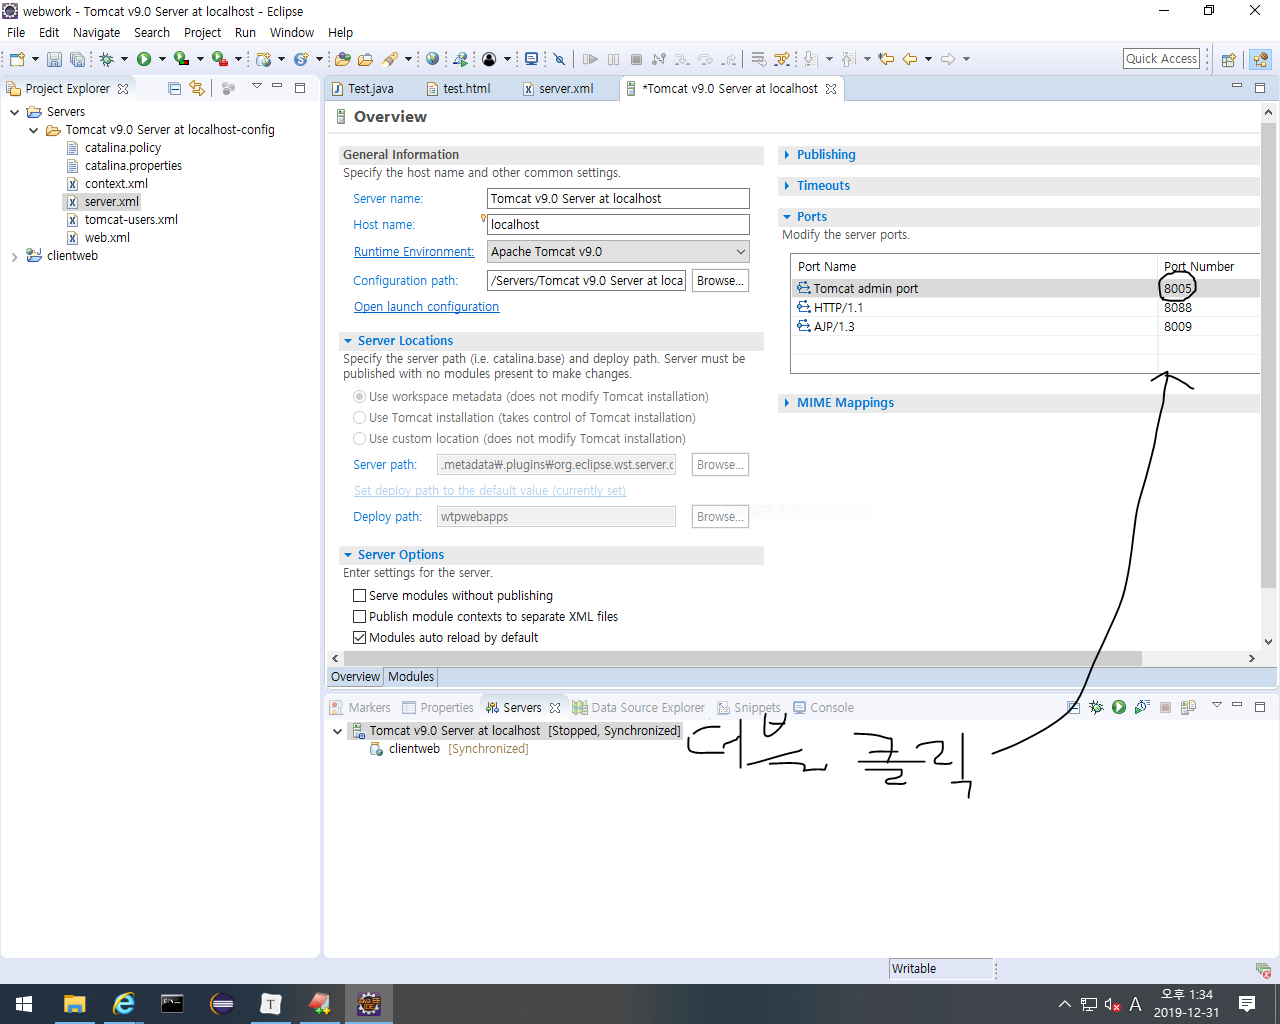 webwork - Tomcat v9.0 Server at localhost - Eclipse
File Edit Navigate Search Project Run Window Help
Quick Access
Project Explorer
Servers
Tomcat v9.0 Server at localhost-config
catalina.policy
catalina.properties
context.xml
server.xml
tomcat-users.xml
web.xml
clientweb
Test.java test.html server.xml *Tomcat v9.0 Server at localhost
Overview
General Information
Specify the host name and other common settings.
Server name: Tomcat v9.0 Server at localhost
Host name: localhost
Runtime Environment: Apache Tomcat v9.0
Configuration path: /Servers/Tomcat v9.0 Server at loca Browse...
Open launch configuration
Server Locations
Specify the server path (i.e. catalina.base) and deploy path. Server must be
published with no modules present to make changes.
Use workspace metadata (does not modify Tomcat installation)
Use Tomcat installation (takes control of Tomcat installation)
Use custom location (does not modify Tomcat installation)
Server path: .metadata₩.plugins₩org.eclipse.wst.server.c Browse...
Set deploy path to the default value (currently set)
Deploy path: wtpwebapps Browse...
Server Options
Enter settings for the server.
Serve modules without publishing
Publish module contexts to separate XML files
Modules auto reload by default
Publishing
Timeouts
Ports
Modify the server ports.
Port Name Port Number
Tomcat admin port 8005
HTTP/1.1 8088
AJP/1.3 8009
MIME Mappings
Overview Modules
Markers Properties Servers Data Source Explorer Snippets Console
Tomcat v9.0 Server at localhost [Stopped, Synchronized]
clientweb [Synchronized]
더블 클릭
Writable
A 오후 1:34
2019-12-31